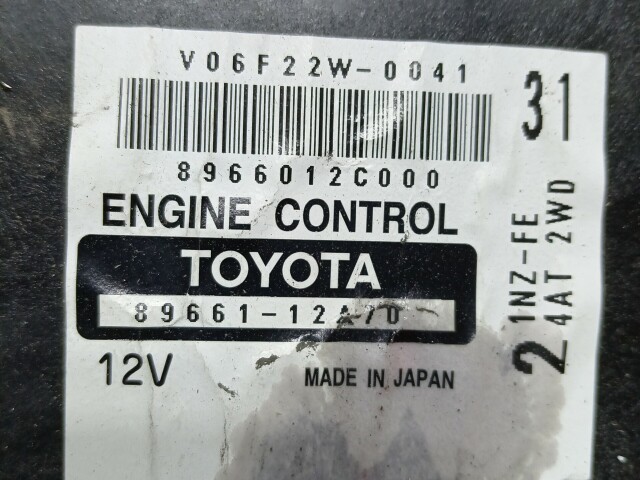 V06F22W-0041
8966012C000
ENGINE CONTROL
TOYOTA
89661-12A70
12V
MADE IN JAPAN
31
2
1NZ-FE
4AT 2WD